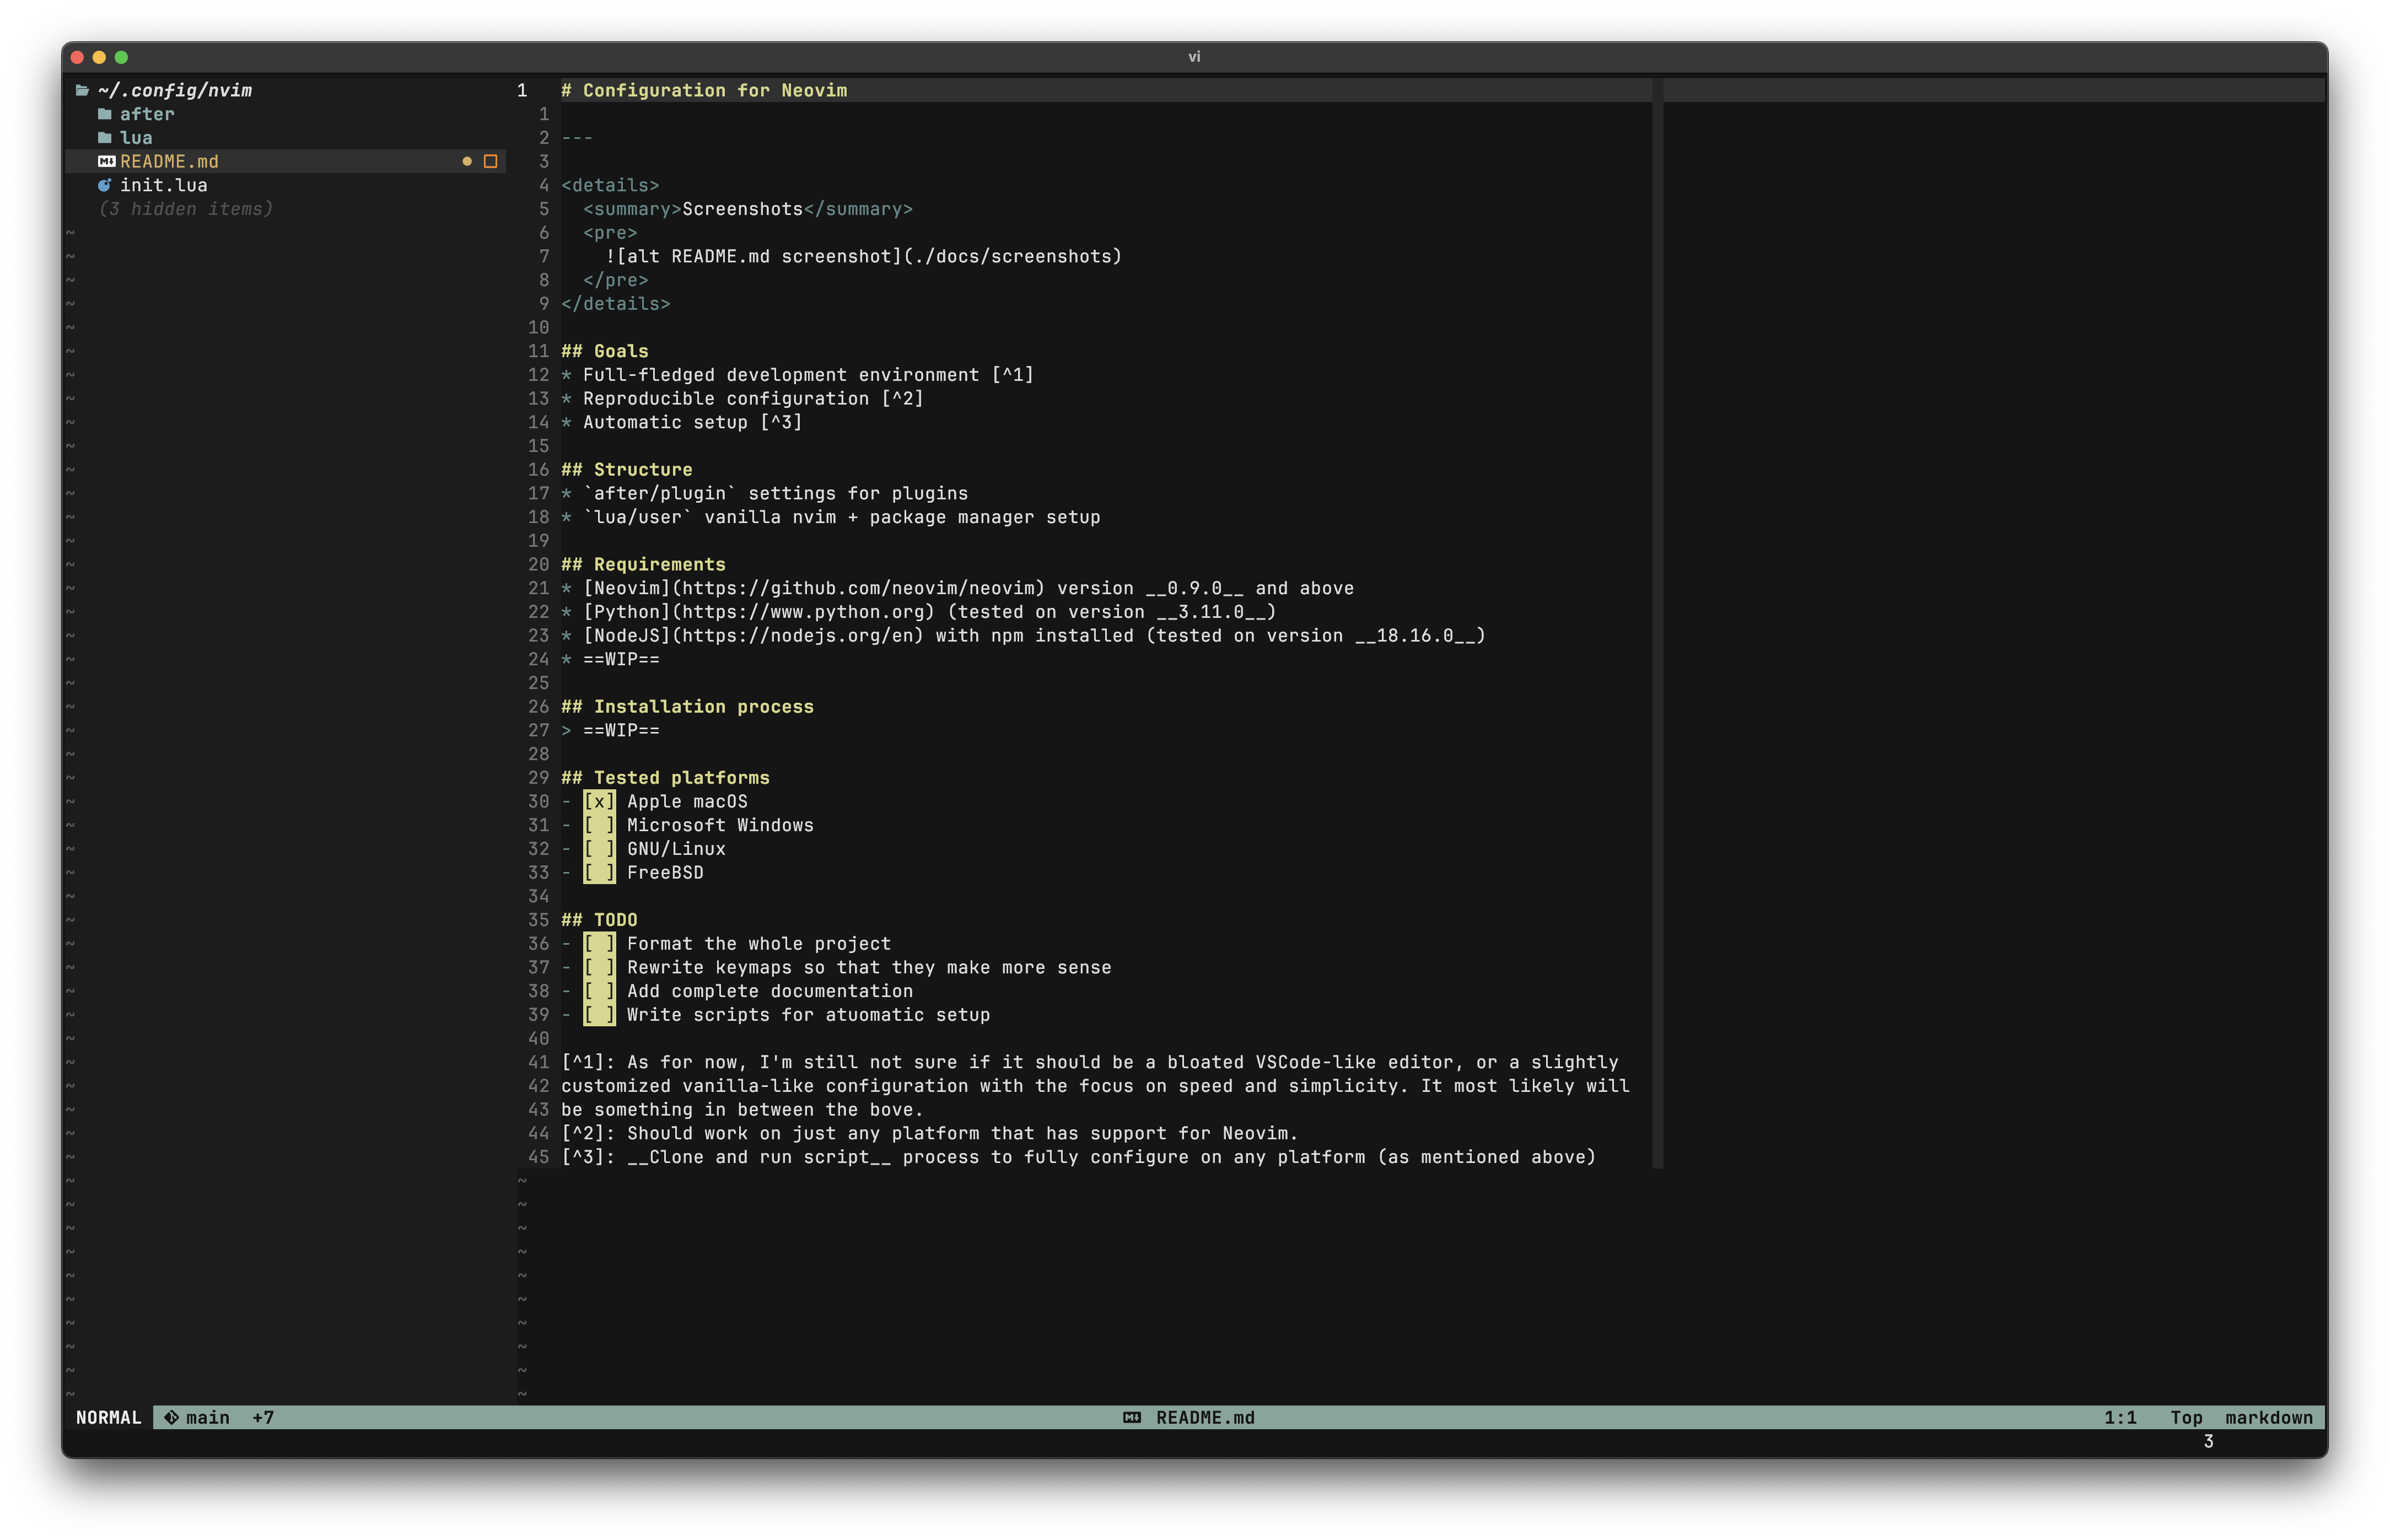 vi
~/.config/nvim
after
lua
README.md
init.lua
(3 hidden items)
1 # Configuration for Neovim
1
2 ---
3
4 <details>
5   <summary>Screenshots</summary>
6   <pre>
7     ![alt README.md screenshot](./docs/screenshots)
8   </pre>
9 </details>
10
11 ## Goals
12 * Full-fledged development environment [^1]
13 * Reproducible configuration [^2]
14 * Automatic setup [^3]
15
16 ## Structure
17 * `after/plugin` settings for plugins
18 * `lua/user` vanilla nvim + package manager setup
19
20 ## Requirements
21 * [Neovim](https://github.com/neovim/neovim) version __0.9.0__ and above
22 * [Python](https://www.python.org) (tested on version __3.11.0__)
23 * [NodeJS](https://nodejs.org/en) with npm installed (tested on version __18.16.0__)
24 * ==WIP==
25
26 ## Installation process
27 > ==WIP==
28
29 ## Tested platforms
30 - [x] Apple macOS
31 - [ ] Microsoft Windows
32 - [ ] GNU/Linux
33 - [ ] FreeBSD
34
35 ## TODO
36 - [ ] Format the whole project
37 - [ ] Rewrite keymaps so that they make more sense
38 - [ ] Add complete documentation
39 - [ ] Write scripts for atuomatic setup
40
41 [^1]: As for now, I'm still not sure if it should be a bloated VSCode-like editor, or a slightly
42 customized vanilla-like configuration with the focus on speed and simplicity. It most likely will
43 be something in between the bove.
44 [^2]: Should work on just any platform that has support for Neovim.
45 [^3]: __Clone and run script__ process to fully configure on any platform (as mentioned above)
NORMAL main +7 README.md 1:1 Top markdown
3